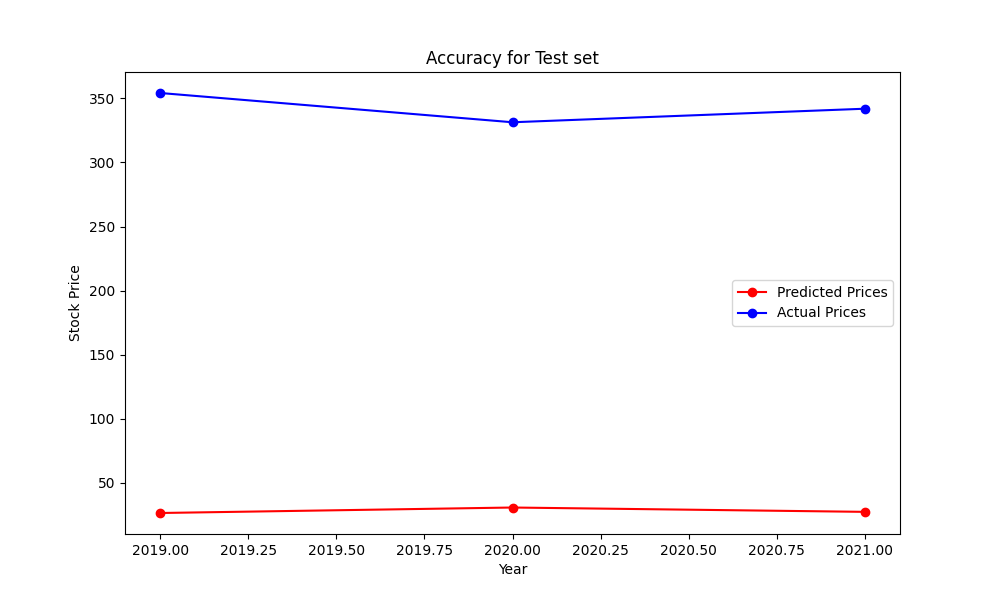 Accuracy for Test set
350
300
250
200
150
100
50
Stock Price
Predicted Prices
Actual Prices
2019.00 2019.25 2019.50 2019.75 2020.00 2020.25 2020.50 2020.75 2021.00
Year